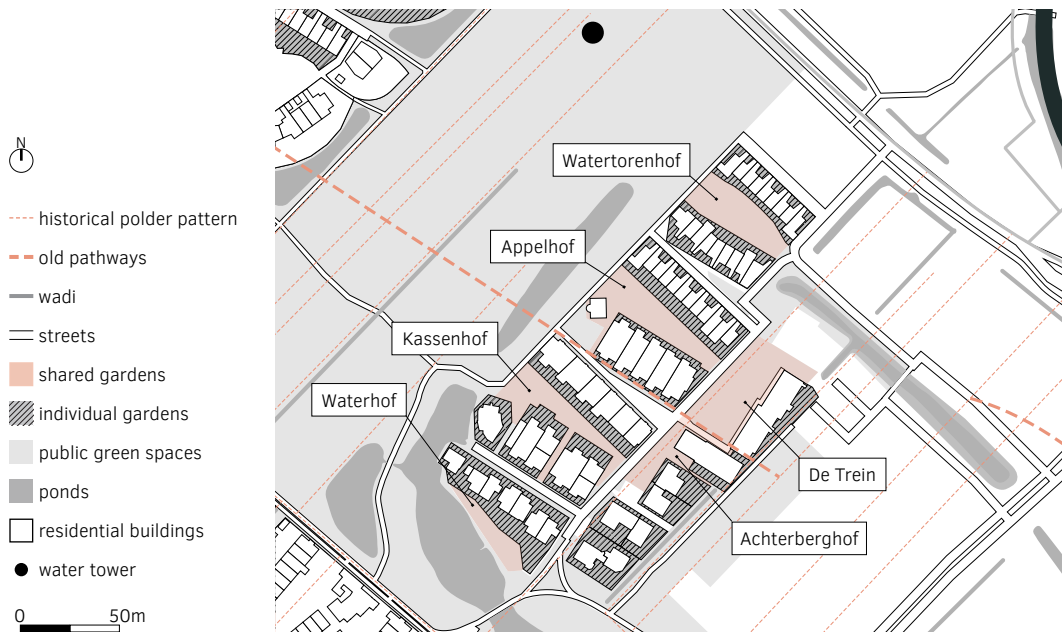 N
historical polder pattern
old pathways
wadi
streets
shared gardens
individual gardens
public green spaces
ponds
residential buildings
water tower
0 50m
Watertorenhof
Appelhof
Kassenhof
Waterhof
De Trein
Achterberghof